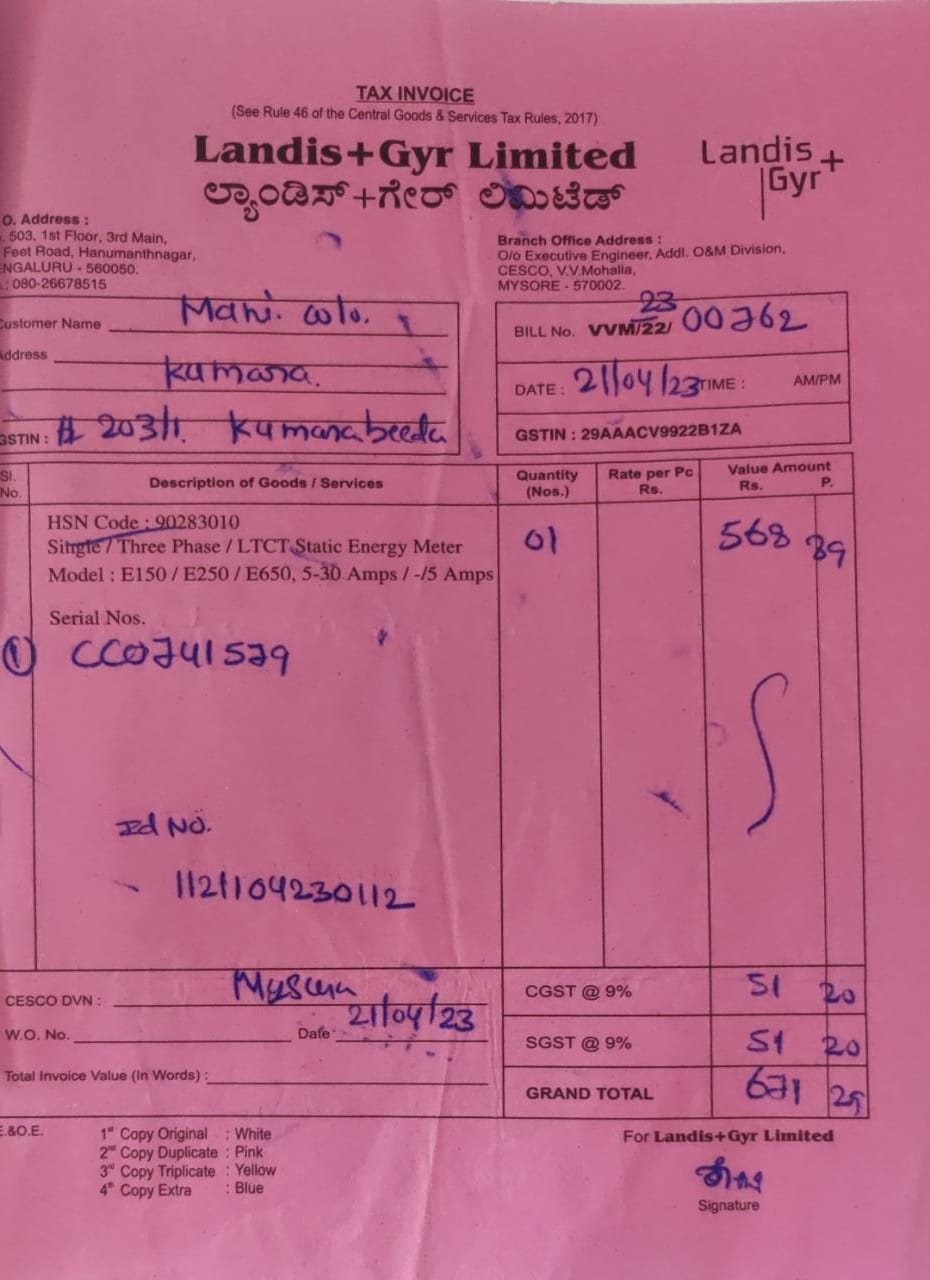 TAX INVOICE
(See Rule 46 of the Central Goods & Services Tax Rules, 2017)
Landis+Gyr Limited
ಲ್ಯಾಂಡಿಸ್+ಗೇರ್ ಲಿಮಿಟೆಡ್
Landis
Gyr+
O. Address :
503, 1st Floor, 3rd Main,
Feet Road, Hanumanthnagar,
NGALURU - 560050.
: 080-26678515
Branch Office Address :
O/o Executive Engineer, Addl. O&M Division,
CESCO, V.V.Mohalla,
MYSORE - 570002.
Customer Name Mani. w/o.
Address
Kumara.
GSTIN : # 203/1. Kumarabeedu
23
BILL No. VVM/22/ 00762
DATE : 21/04/23 TIME : AM/PM
GSTIN : 29AAACV9922B1ZA
Sl. No. Description of Goods / Services Quantity (Nos.) Rate per Pc Rs. Value Amount Rs. P.
HSN Code : 90283010
Single / Three Phase / LTCT Static Energy Meter 01 568 89
Model : E150 / E250 / E650, 5-30 Amps / -/5 Amps
Serial Nos.
① CC0741579
Id No.
1121104230112
CESCO DVN : Mysuru
W.O. No. Date 21/04/23
Total Invoice Value (In Words) :
CGST @ 9% 51 20
SGST @ 9% 51 20
GRAND TOTAL 671 29
E.&O.E.
1st Copy Original : White
2nd Copy Duplicate : Pink
3rd Copy Triplicate : Yellow
4th Copy Extra : Blue
For Landis+Gyr Limited
Signature